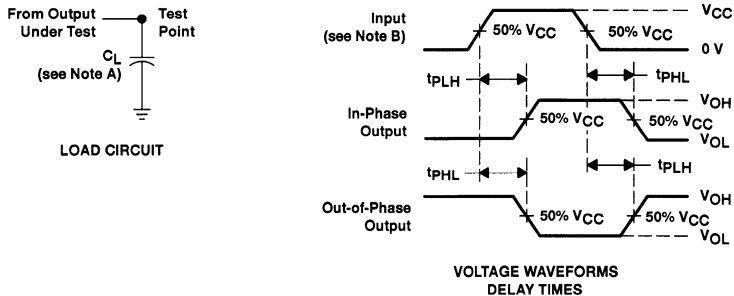 From Output
Under Test
Test
Point
CL
(see Note A)
LOAD CIRCUIT
Input
(see Note B)
50% VCC
50% VCC
VCC
0 V
tPLH
tPHL
In-Phase
Output
50% VCC
50% VCC
VOH
VOL
tPHL
tPLH
Out-of-Phase
Output
50% VCC
50% VCC
VOH
VOL
VOLTAGE WAVEFORMS
DELAY TIMES